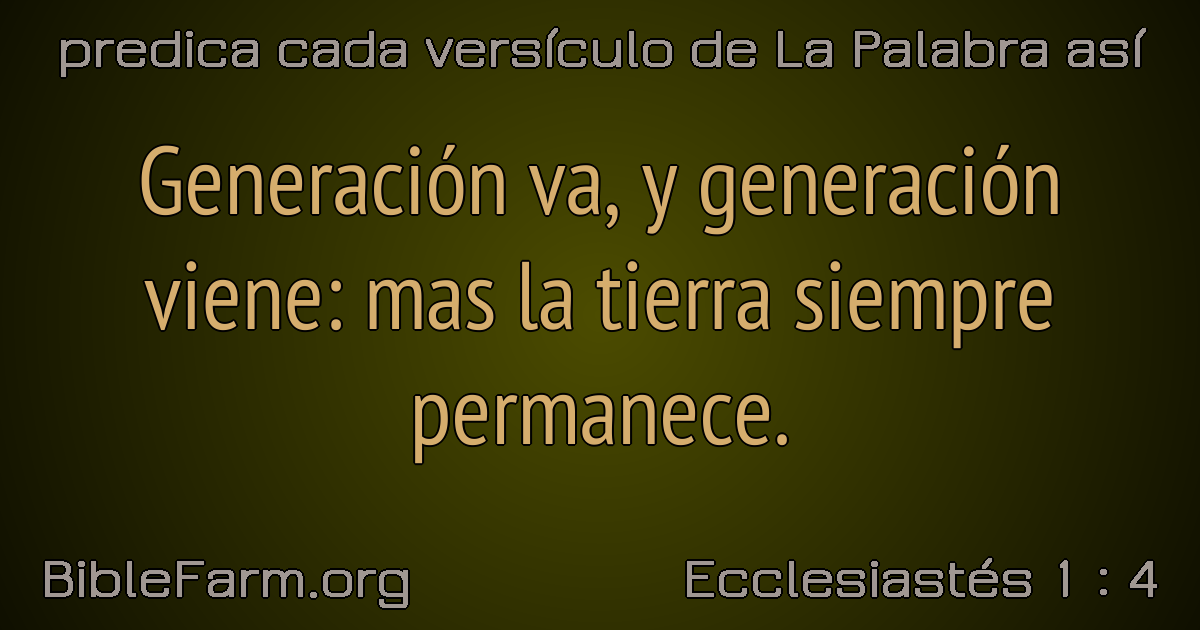 predica cada versículo de La Palabra así
Generación va, y generación
viene: mas la tierra siempre
permanece.
BibleFarm.org
Ecclesiastés 1 : 4